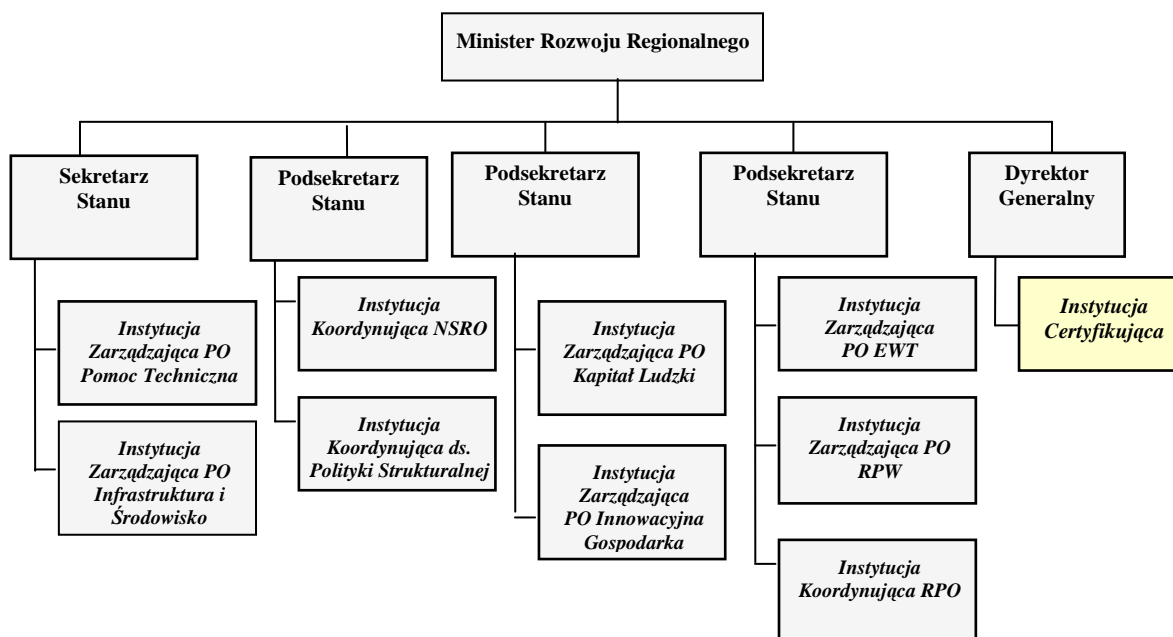 Minister Rozwoju Regionalnego
Sekretarz
Stanu
Podsekretarz
Stanu
Podsekretarz
Stanu
Podsekretarz
Stanu
Dyrektor
Generalny
Instytucja
Zarządzająca PO
Pomoc Techniczna
Instytucja
Zarządzająca PO
Infrastruktura i
Środowisko
Instytucja
Koordynująca NSRO
Instytucja
Koordynująca ds.
Polityki Strukturalnej
Instytucja
Zarządzająca PO
Kapitał Ludzki
Instytucja
Zarządzająca
PO Innowacyjna
Gospodarka
Instytucja
Zarządzająca
PO EWT
Instytucja
Zarządzająca PO
RPW
Instytucja
Koordynująca RPO
Instytucja
Certyfikująca